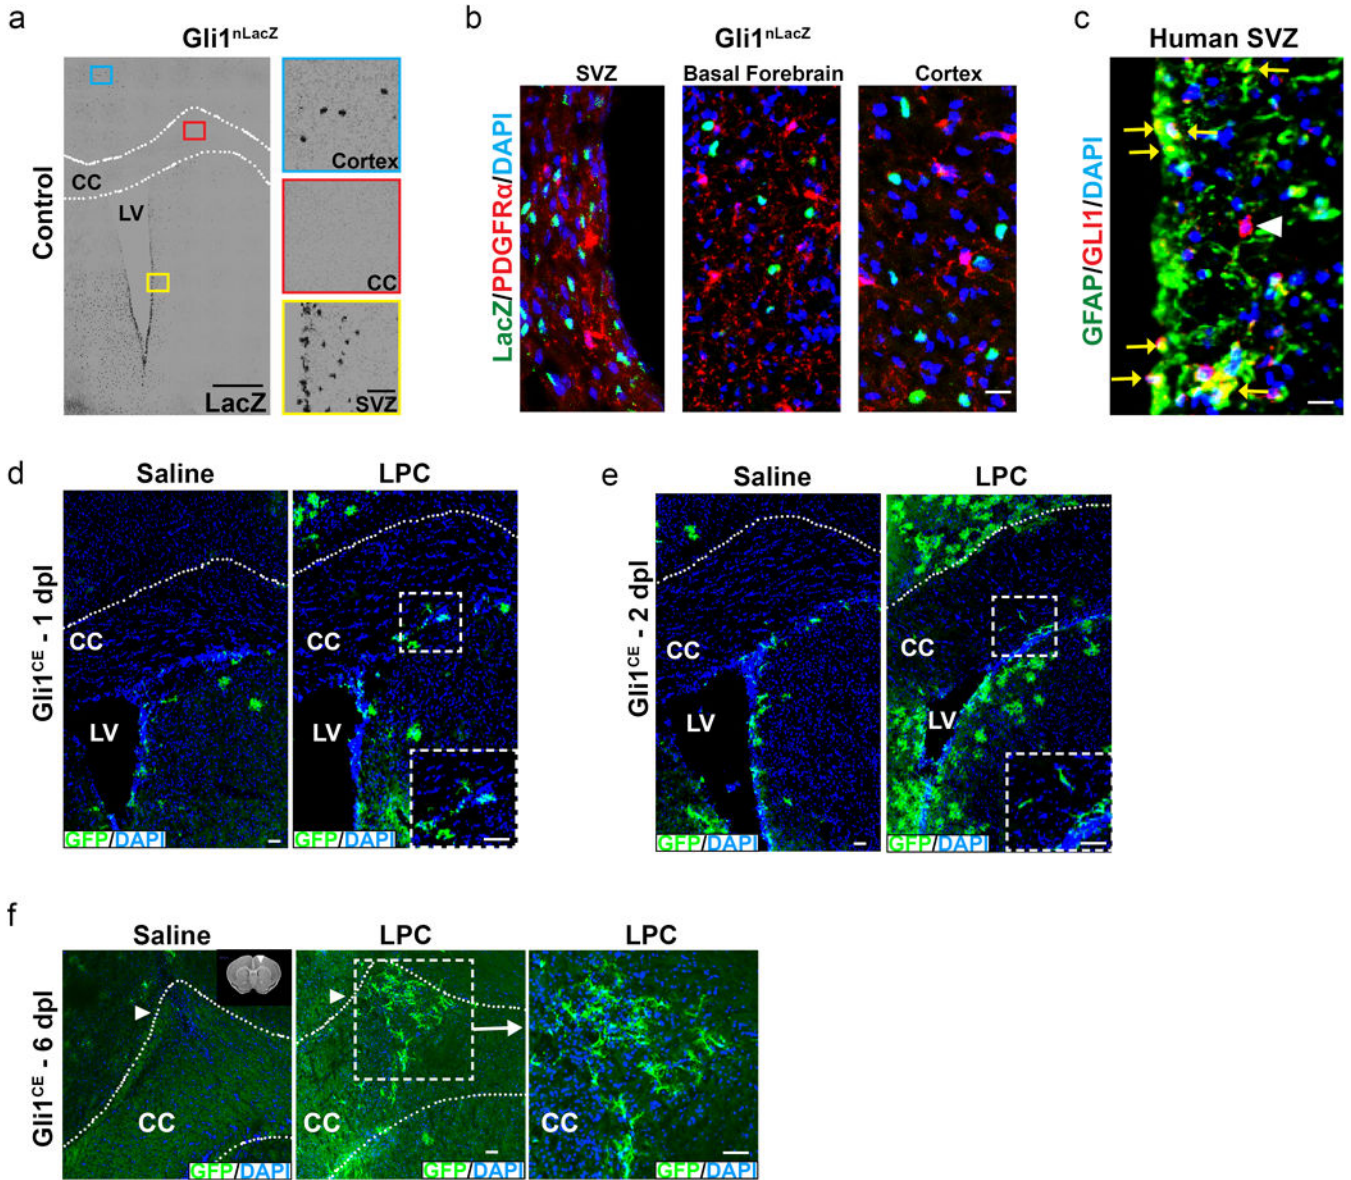 a
Gli1nLacZ
Control
CC
LV
LacZ
Cortex
CC
SVZ
b
Gli1nLacZ
SVZ
Basal Forebrain
Cortex
LacZ/PDGFRα/DAPI
c
Human SVZ
GFAP/GLI1/DAPI
d
Saline
LPC
Gli1CE - 1 dpl
CC
LV
GFP/DAPI
CC
LV
GFP/DAPI
e
Saline
LPC
Gli1CE - 2 dpl
CC
LV
GFP/DAPI
CC
LV
GFP/DAPI
f
Saline
LPC
LPC
Gli1CE - 6 dpl
CC
GFP/DAPI
CC
GFP/DAPI
CC
GFP/DAPI